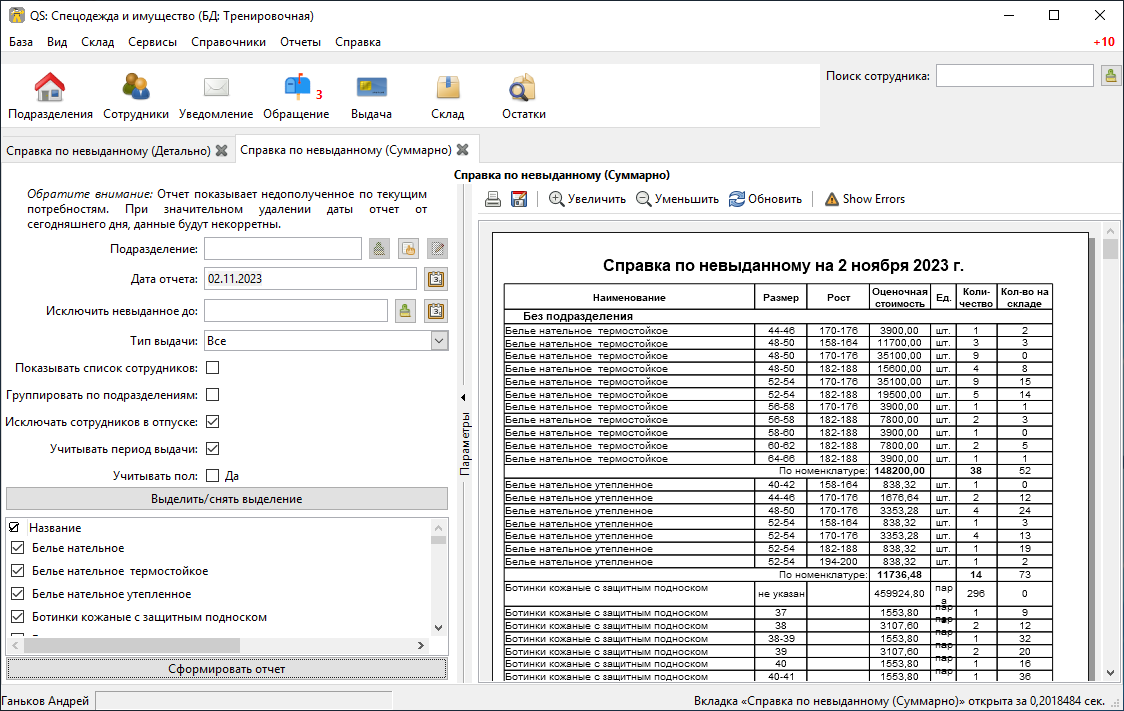 QS: Спецодежда и имущество (БД: Тренировочная)
База Вид Склад Сервисы Справочники Отчеты Справка +10
Поиск сотрудника:
3
Подразделения Сотрудники Уведомление Обращение Выдача Склад Остатки
Справка по невыданному (Детально) Справка по невыданному (Суммарно)
Справка по невыданному (Суммарно)
Обратите внимание: Отчет показывает недополученное по текущим
потребностям. При значительном удалении даты отчет от
сегодняшнего дня, данные будут некорретны.
Подразделение:
Дата отчета: 02.11.2023
Исключить невыданное до:
Тип выдачи: Все
Показывать список сотрудников:
Группировать по подразделениям:
Исключать сотрудников в отпуске:
Учитывать период выдачи:
Учитывать пол: Да
Выделить/снять выделение
Название
Белье нательное
Белье нательное термостойкое
Белье нательное утепленное
Ботинки кожаные с защитным подноском
Сформировать отчет
Параметры
Увеличить Уменьшить Обновить Show Errors
Справка по невыданному на 2 ноября 2023 г.
Наименование Размер Рост Оценочная стоимость Ед. Коли-чество Кол-во на складе
Без подразделения
Белье нательное термостойкое 44-46 170-176 3900,00 шт. 1 2
Белье нательное термостойкое 48-50 158-164 11700,00 шт. 3 3
Белье нательное термостойкое 48-50 170-176 35100,00 шт. 9 0
Белье нательное термостойкое 48-50 182-188 15600,00 шт. 4 8
Белье нательное термостойкое 52-54 170-176 35100,00 шт. 9 15
Белье нательное термостойкое 52-54 182-188 19500,00 шт. 5 14
Белье нательное термостойкое 56-58 170-176 3900,00 шт. 1 1
Белье нательное термостойкое 56-58 182-188 7800,00 шт. 2 3
Белье нательное термостойкое 58-60 182-188 3900,00 шт. 1 0
Белье нательное термостойкое 60-62 182-188 7800,00 шт. 2 5
Белье нательное термостойкое 64-66 182-188 3900,00 шт. 1 1
По номенклатуре: 148200,00 38 52
Белье нательное утепленное 40-42 158-164 838,32 шт. 1 0
Белье нательное утепленное 44-46 170-176 1676,64 шт. 2 12
Белье нательное утепленное 48-50 170-176 3353,28 шт. 4 24
Белье нательное утепленное 52-54 158-164 838,32 шт. 1 3
Белье нательное утепленное 52-54 170-176 3353,28 шт. 4 13
Белье нательное утепленное 52-54 182-188 838,32 шт. 1 19
Белье нательное утепленное 52-54 194-200 838,32 шт. 1 2
По номенклатуре: 11736,48 14 73
Ботинки кожаные с защитным подноском не указан 459924,80 пара 296 0
Ботинки кожаные с защитным подноском 37 1553,80 пар 1 9
Ботинки кожаные с защитным подноском 38 3107,60 пар 2 12
Ботинки кожаные с защитным подноском 38-39 1553,80 пар 1 32
Ботинки кожаные с защитным подноском 39 3107,60 пар 2 20
Ботинки кожаные с защитным подноском 40 1553,80 пар 1 16
Ботинки кожаные с защитным подноском 40-41 1553,80 пар 1 36
Ганьков Андрей
Вкладка «Справка по невыданному (Суммарно)» открыта за 0,2018484 сек.